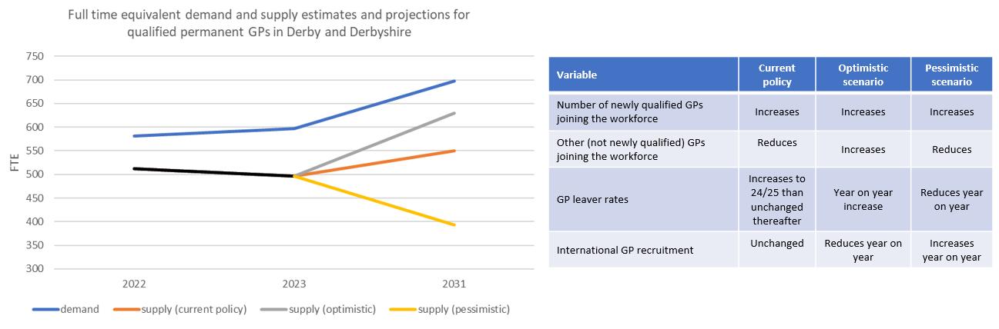 Full time equivalent demand and supply estimates and projections for
qualified permanent GPs in Derby and Derbyshire
750
700
650
600
550
500
450
400
350
300
FTE
2022 2023 2031
demand supply (current policy) supply (optimistic) supply (pessimistic)
Variable
Current
policy
Optimistic
scenario
Pessimistic
scenario
Number of newly qualified GPs
joining the workforce
Increases
Increases
Increases
Other (not newly qualified) GPs
joining the workforce
Reduces
Increases
Reduces
GP leaver rates
Increases to
24/25 than
unchanged
thereafter
Year on year
increase
Reduces year
on year
International GP recruitment
Unchanged
Reduces year on
year
Increases
year on year